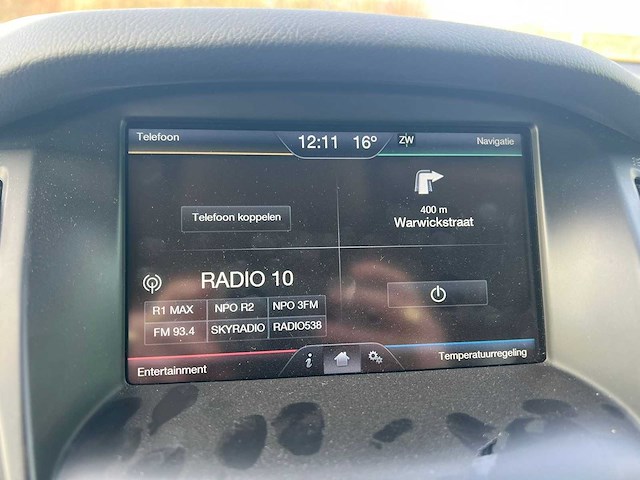 Telefoon
12:11 16° ZW
Navigatie
Telefoon koppelen
400 m
Warwickstraat
RADIO 10
R1 MAX NPO R2 NPO 3FM
FM 93.4 SKYRADIO RADIO538
i
Entertainment
Temperatuurregeling